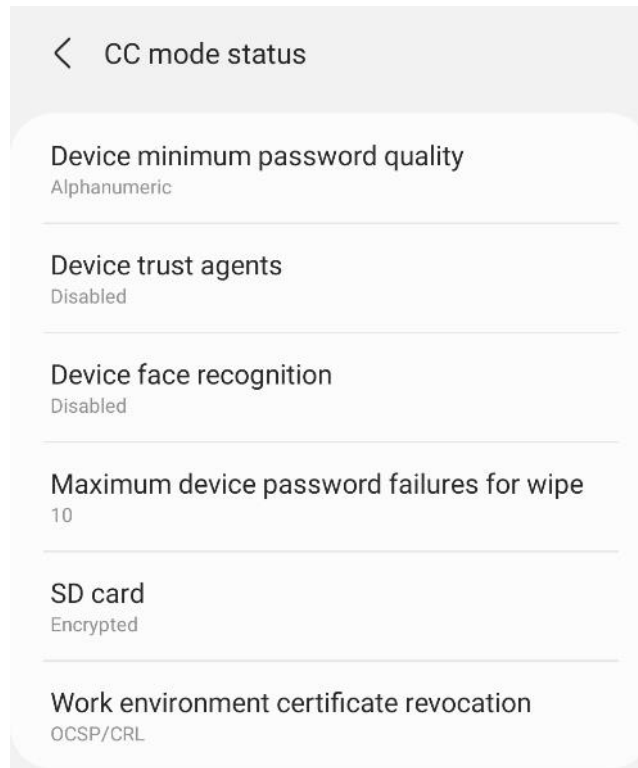 CC mode status
Device minimum password quality
Alphanumeric
Device trust agents
Disabled
Device face recognition
Disabled
Maximum device password failures for wipe
10
SD card
Encrypted
Work environment certificate revocation
OCSP/CRL